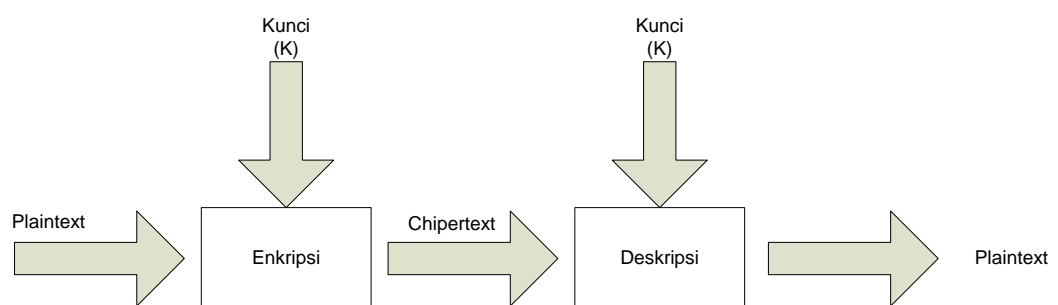 Kunci
(K)
Kunci
(K)
Plaintext
Enkripsi
Chipertext
Deskripsi
Plaintext